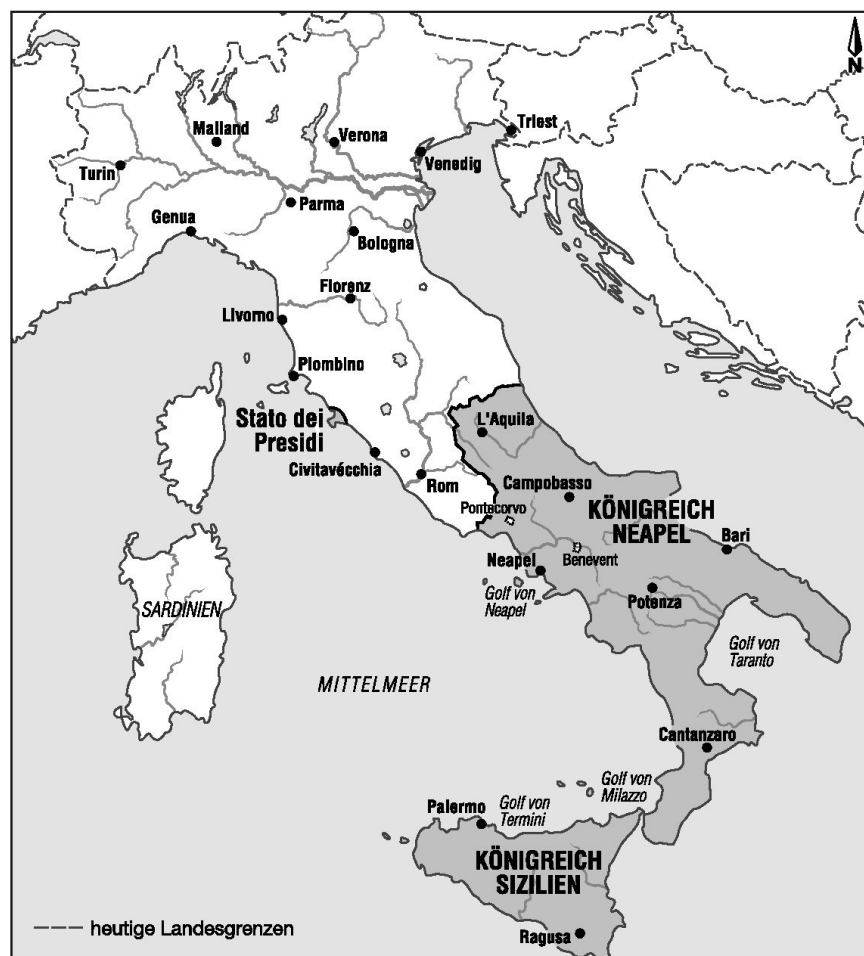 N
Triest
Mailand
Verona
Venedig
Turin
Parma
Genua
Bologna
Florenz
Livorno
Piombino
Stato dei
Presidi
L'Aquila
Civitavécchia
Rom
Campobasso
Pontecorvo
KÖNIGREICH
NEAPEL
Bari
Neapel
Benevent
Golf von
Neapel
Potenza
SARDINIEN
Golf von
Taranto
MITTELMEER
Cantanzaro
Golf von
Milazzo
Palermo
Golf von
Termini
KÖNIGREICH
SIZILIEN
heutige Landesgrenzen
Ragusa